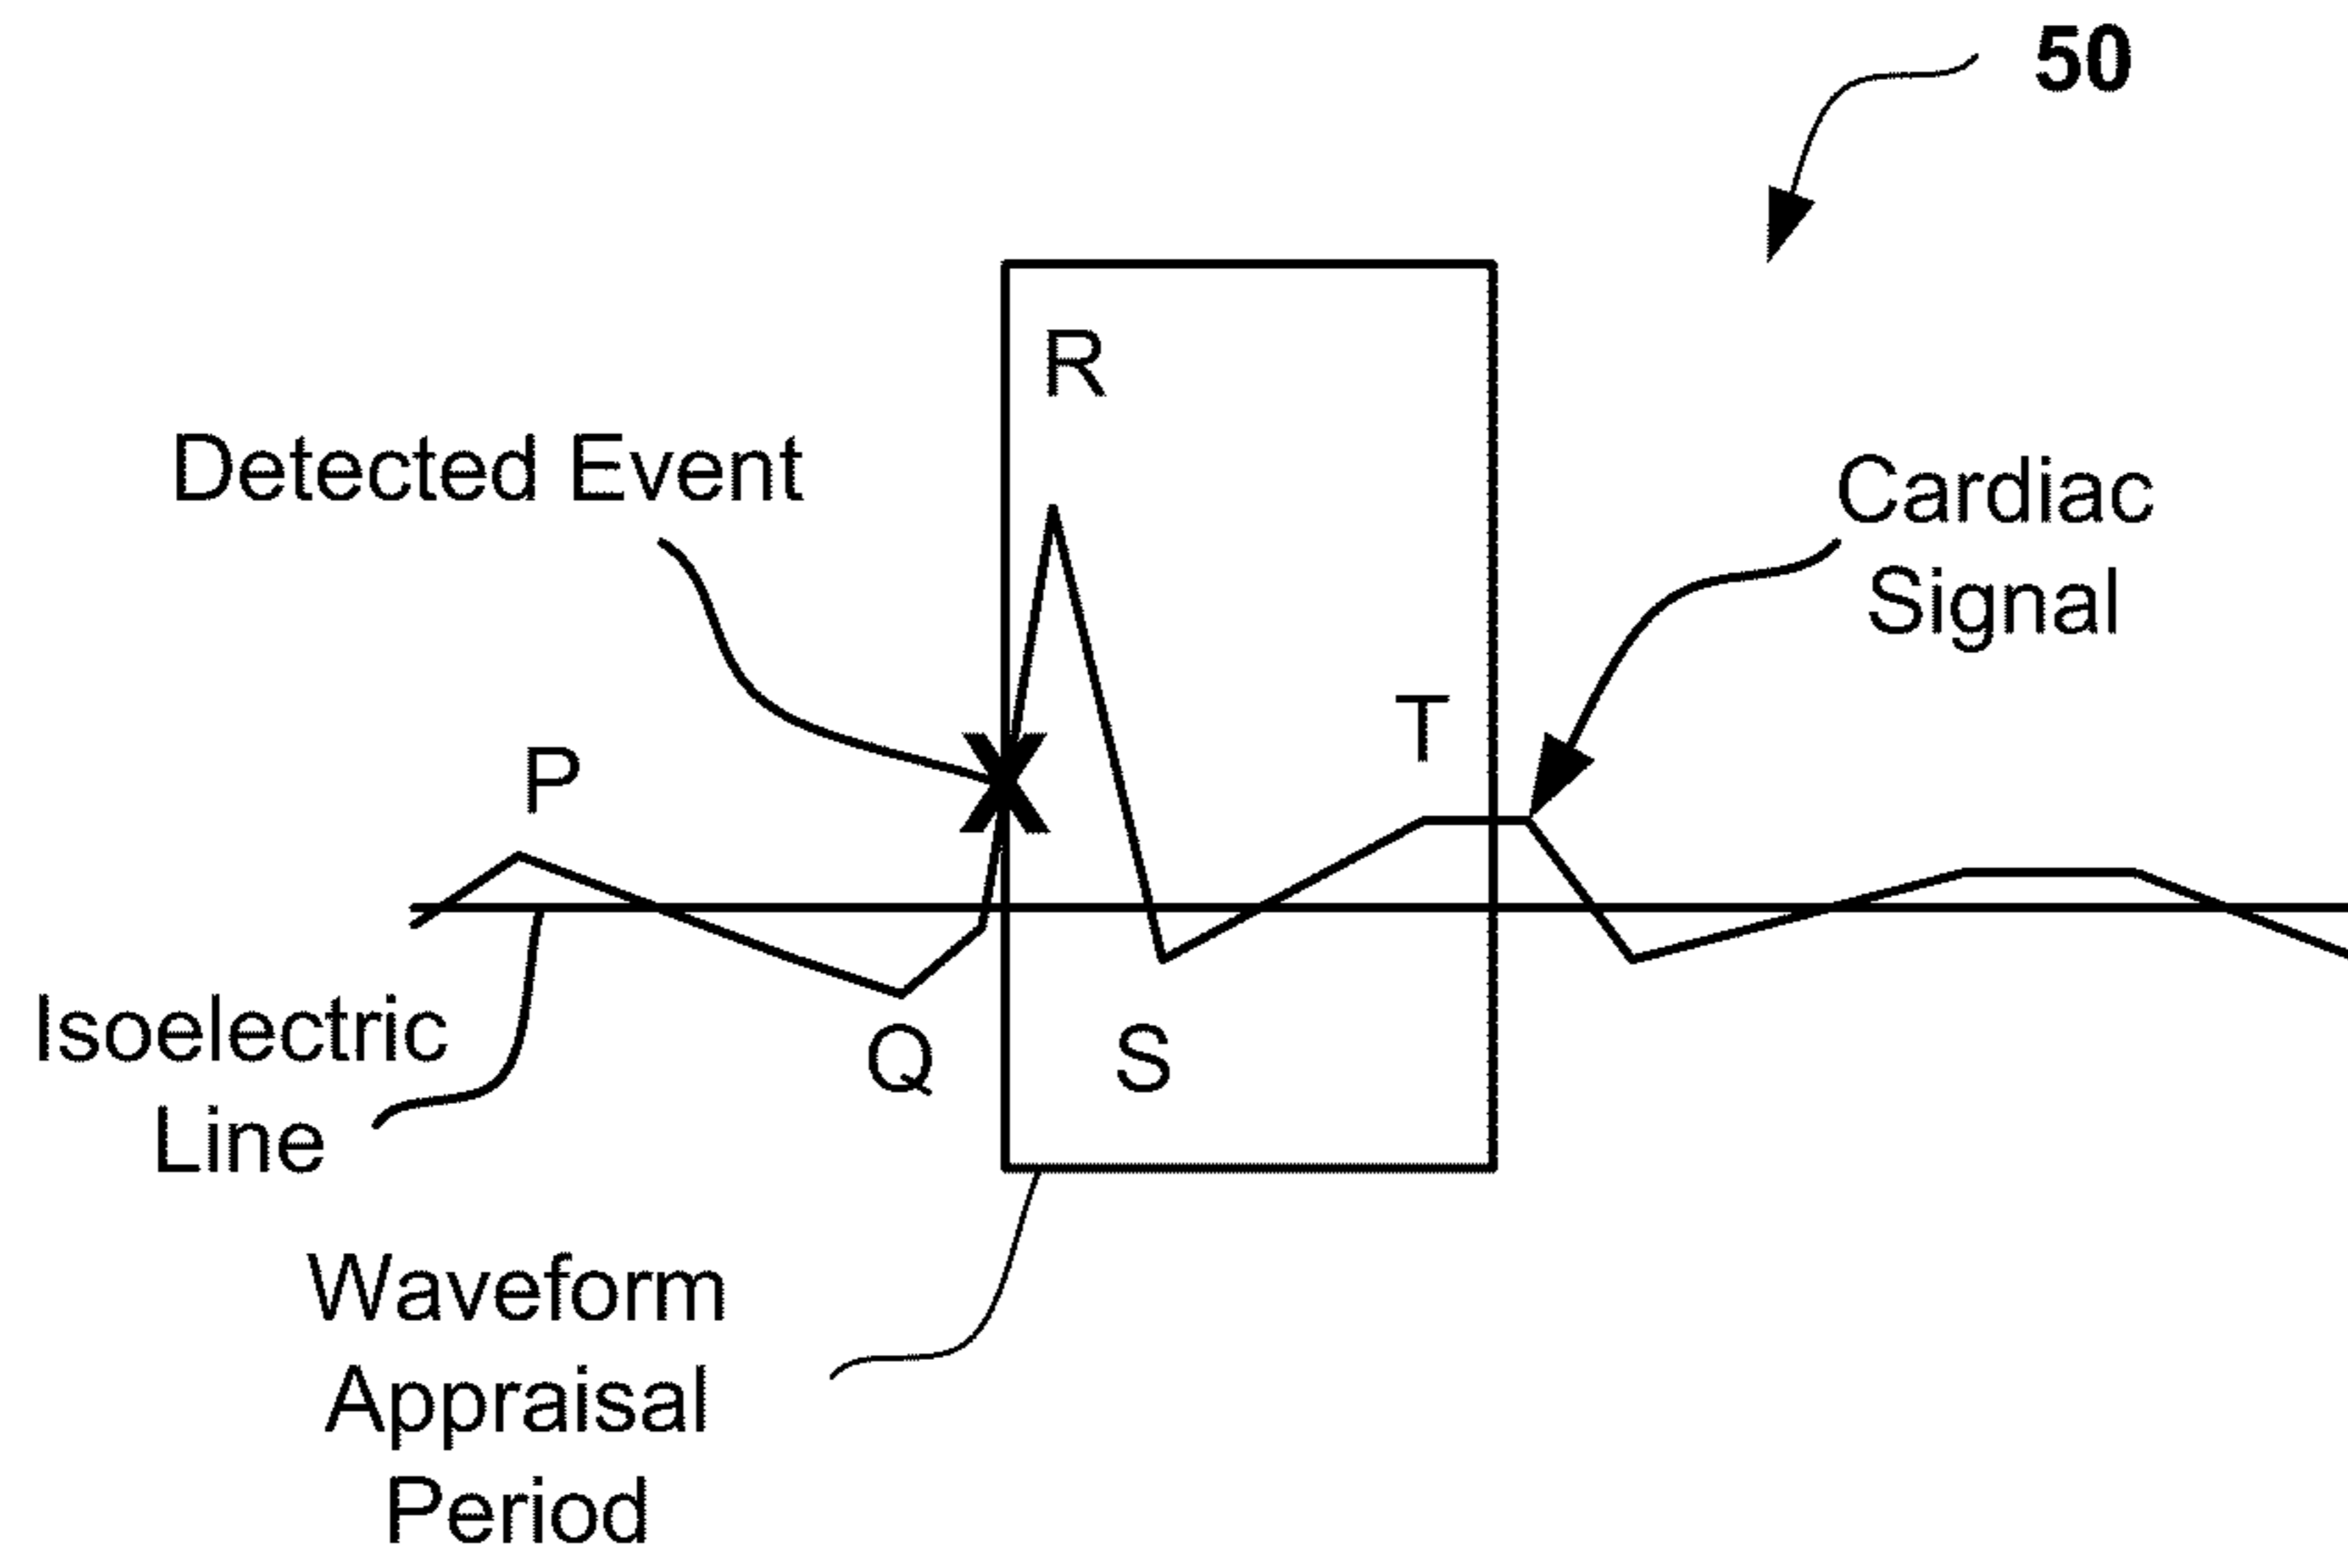 50
R
Detected Event
Cardiac
Signal
T
P
Isoelectric
Line
Q
S
X
Waveform
Appraisal
Period